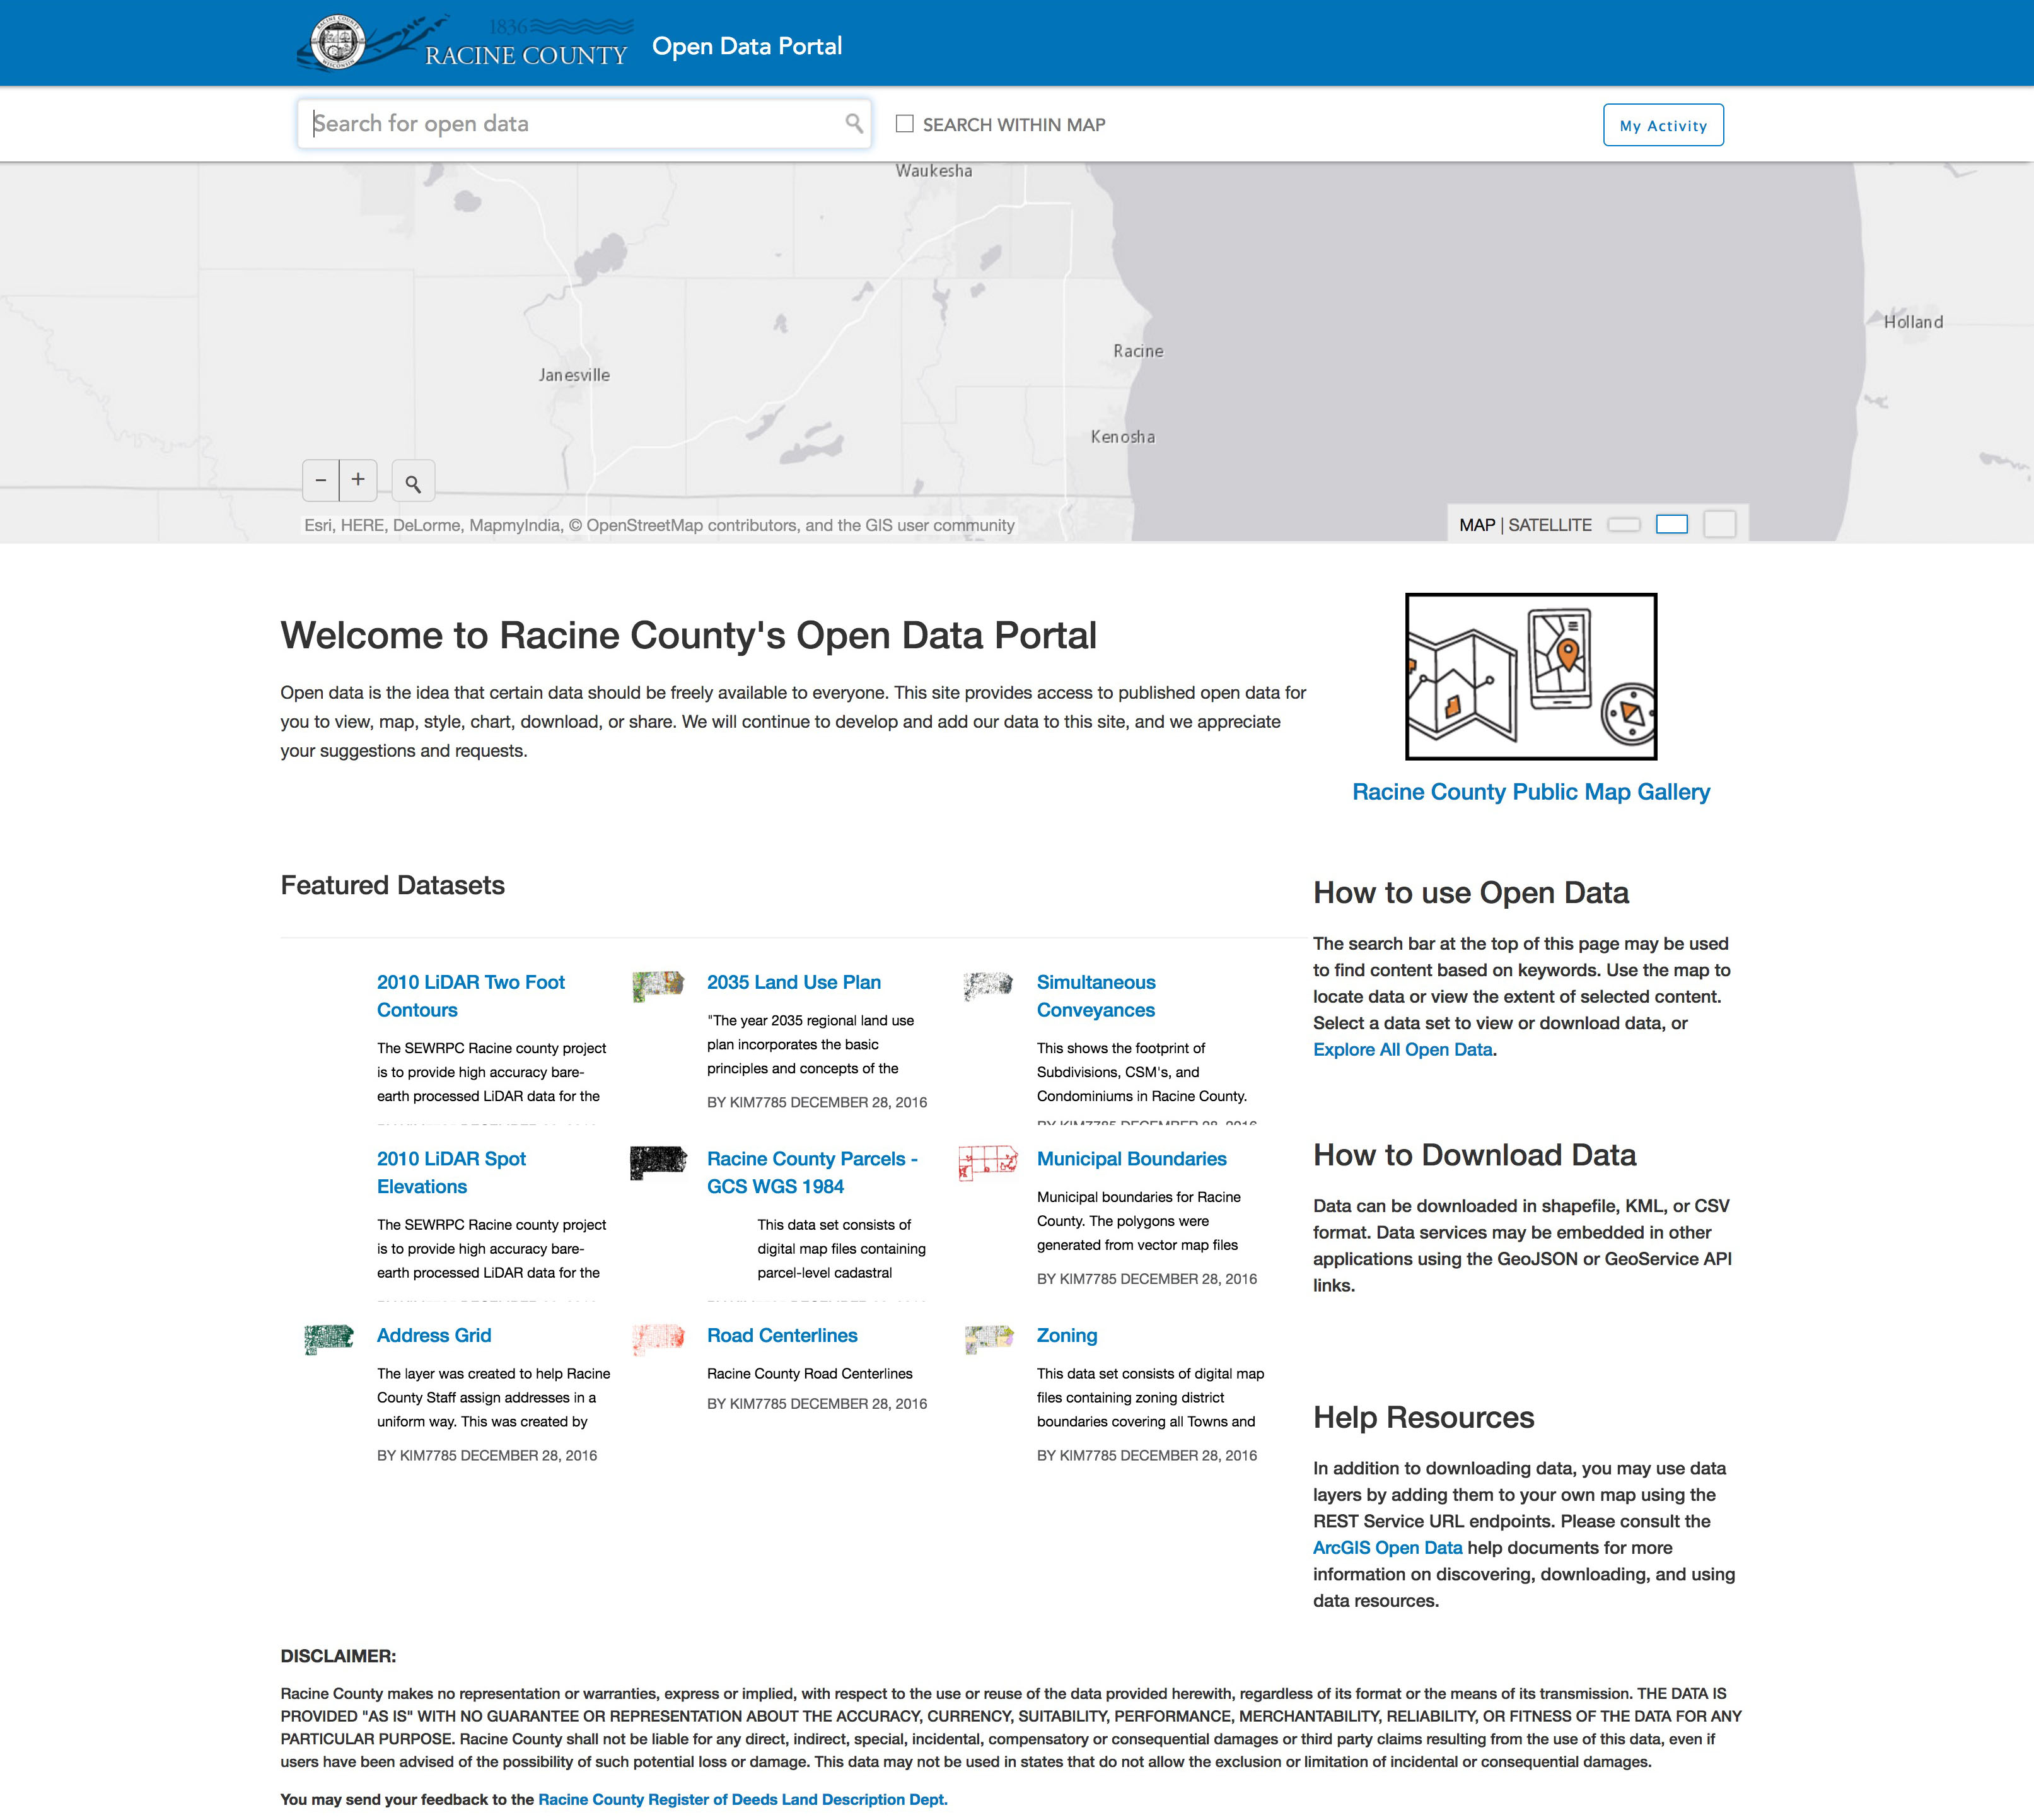 1836
RACINE COUNTY
Open Data Portal
Search for open data
SEARCH WITHIN MAP
My Activity
Waukesha
Holland
Racine
Janesville
Kenosha
− +
Esri, HERE, DeLorme, MapmyIndia, © OpenStreetMap contributors, and the GIS user community
MAP | SATELLITE
Welcome to Racine County's Open Data Portal
Open data is the idea that certain data should be freely available to everyone. This site provides access to published open data for
you to view, map, style, chart, download, or share. We will continue to develop and add our data to this site, and we appreciate
your suggestions and requests.
Racine County Public Map Gallery
Featured Datasets
2010 LiDAR Two Foot
Contours
The SEWRPC Racine county project
is to provide high accuracy bare-
earth processed LiDAR data for the
2035 Land Use Plan
"The year 2035 regional land use
plan incorporates the basic
principles and concepts of the
BY KIM7785 DECEMBER 28, 2016
Simultaneous
Conveyances
This shows the footprint of
Subdivisions, CSM's, and
Condominiums in Racine County.
BY KIM7785 DECEMBER 28, 2016
2010 LiDAR Spot
Elevations
The SEWRPC Racine county project
is to provide high accuracy bare-
earth processed LiDAR data for the
Racine County Parcels -
GCS WGS 1984
This data set consists of
digital map files containing
parcel-level cadastral
Municipal Boundaries
Municipal boundaries for Racine
County. The polygons were
generated from vector map files
BY KIM7785 DECEMBER 28, 2016
Address Grid
The layer was created to help Racine
County Staff assign addresses in a
uniform way. This was created by
BY KIM7785 DECEMBER 28, 2016
Road Centerlines
Racine County Road Centerlines
BY KIM7785 DECEMBER 28, 2016
Zoning
This data set consists of digital map
files containing zoning district
boundaries covering all Towns and
BY KIM7785 DECEMBER 28, 2016
How to use Open Data
The search bar at the top of this page may be used
to find content based on keywords. Use the map to
locate data or view the extent of selected content.
Select a data set to view or download data, or
Explore All Open Data.
How to Download Data
Data can be downloaded in shapefile, KML, or CSV
format. Data services may be embedded in other
applications using the GeoJSON or GeoService API
links.
Help Resources
In addition to downloading data, you may use data
layers by adding them to your own map using the
REST Service URL endpoints. Please consult the
ArcGIS Open Data help documents for more
information on discovering, downloading, and using
data resources.
DISCLAIMER:
Racine County makes no representation or warranties, express or implied, with respect to the use or reuse of the data provided herewith, regardless of its format or the means of its transmission. THE DATA IS
PROVIDED "AS IS" WITH NO GUARANTEE OR REPRESENTATION ABOUT THE ACCURACY, CURRENCY, SUITABILITY, PERFORMANCE, MERCHANTABILITY, RELIABILITY, OR FITNESS OF THE DATA FOR ANY
PARTICULAR PURPOSE. Racine County shall not be liable for any direct, indirect, special, incidental, compensatory or consequential damages or third party claims resulting from the use of this data, even if
users have been advised of the possibility of such potential loss or damage. This data may not be used in states that do not allow the exclusion or limitation of incidental or consequential damages.
You may send your feedback to the Racine County Register of Deeds Land Description Dept.